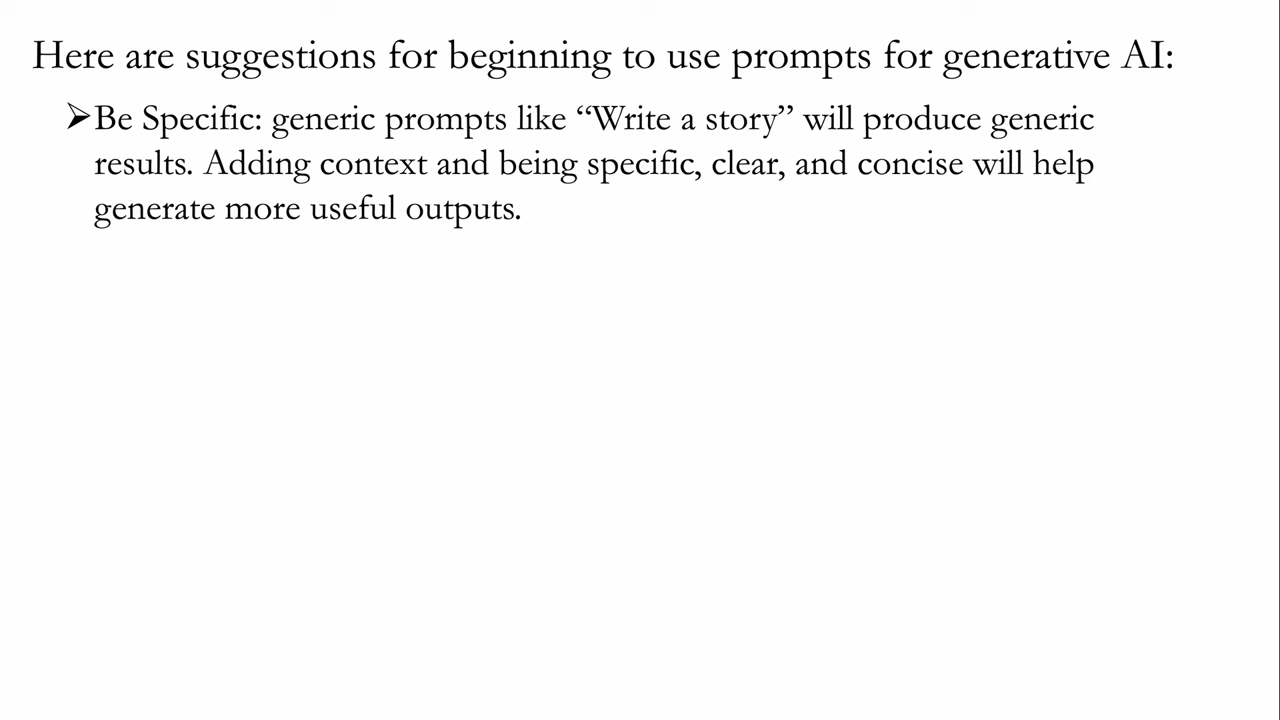 Here are suggestions for beginning to use prompts for generative AI:
➢Be Specific: generic prompts like “Write a story” will produce generic
results. Adding context and being specific, clear, and concise will help
generate more useful outputs.